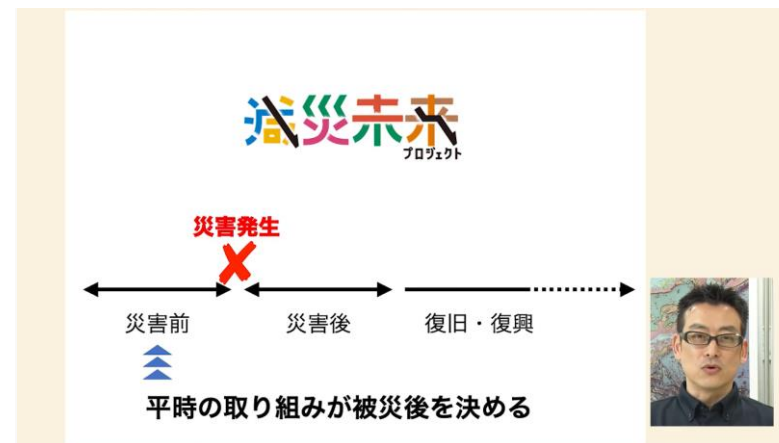 減災未来
プロジェクト
災害発生
災害前
災害後
復旧・復興
平時の取り組みが被災後を決める